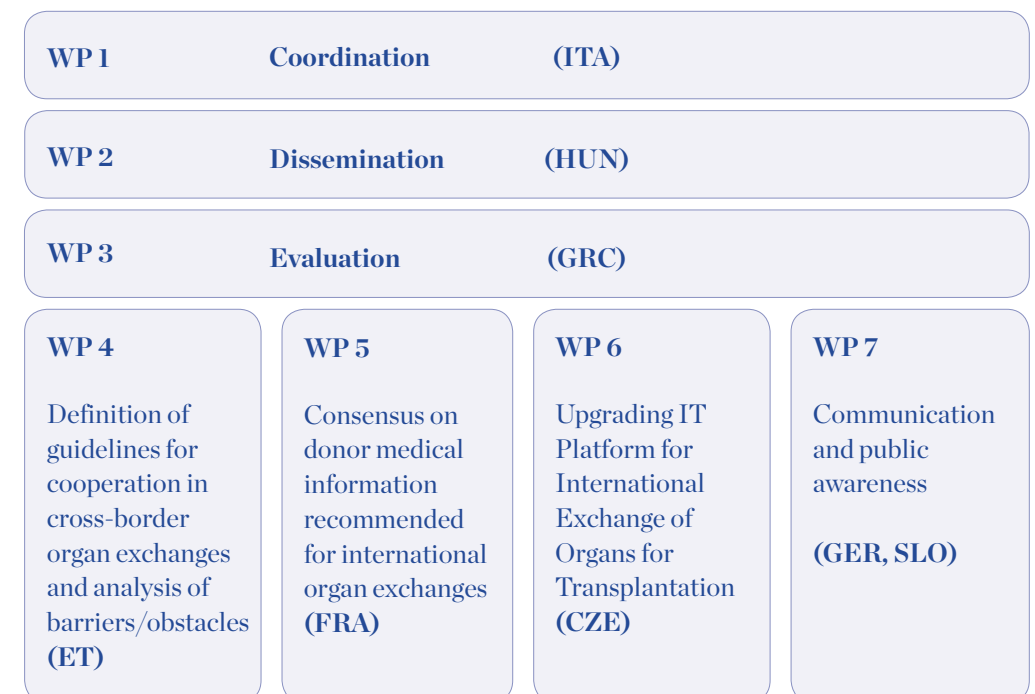 WP 1 Coordination (ITA)
WP 2 Dissemination (HUN)
WP 3 Evaluation (GRC)
WP 4
Definition of
guidelines for
cooperation in
cross-border
organ exchanges
and analysis of
barriers/obstacles
(ET)
WP 5
Consensus on
donor medical
information
recommended
for international
organ exchanges
(FRA)
WP 6
Upgrading IT
Platform for
International
Exchange of
Organs for
Transplantation
(CZE)
WP 7
Communication
and public
awareness
(GER, SLO)